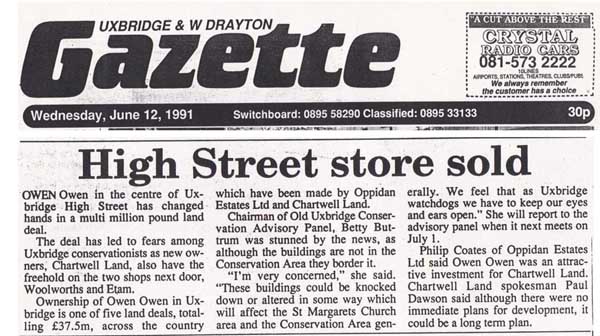 UXBRIDGE & W DRAYTON
Gazette
"A CUT ABOVE THE REST"
CRYSTAL
RADIO CARS
081-573 2222
10 LINES
AIRPORTS, STATIONS, THEATRES, CLUBS/PUBS
We always remember
the customer has a choice
Wednesday, June 12, 1991 Switchboard: 0895 58290 Classified: 0895 33133 30p
High Street store sold
OWEN Owen in the centre of Ux-
bridge High Street has changed
hands in a multi million pound land
deal.
The deal has led to fears among
Uxbridge conservationists as new own-
ers, Chartwell Land, also have the
freehold on the two shops next door,
Woolworths and Etam.
Ownership of Owen Owen in Ux-
bridge is one of five land deals, total-
ling £37.5m, across the country
which have been made by Oppidan
Estates Ltd and Chartwell Land.
Chairman of Old Uxbridge Conser-
vation Advisory Panel, Betty But-
trum was stunned by the news, as
although the buildings are not in the
Conservation Area they border it.
"I'm very concerned," she said.
"These buildings could be knocked
down or altered in some way which
will affect the St Margarets Church
area and the Conservation Area gen-
erally. We feel that as Uxbridge
watchdogs we have to keep our eyes
and ears open." She will report to the
advisory panel when it next meets on
July 1.
Philip Coates of Oppidan Estates
Ltd said Owen Owen was an attrac-
tive investment for Chartwell Land.
Chartwell Land spokesman Paul
Dawson said although there were no
immediate plans for development, it
could be a long term plan.